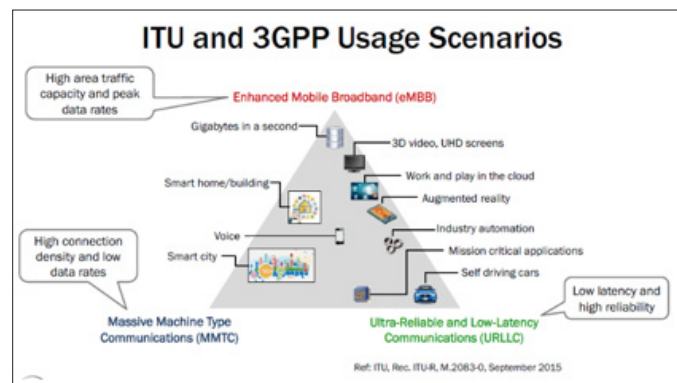 ITU and 3GPP Usage Scenarios
High area traffic
capacity and peak
data rates
Enhanced Mobile Broadband (eMBB)
Gigabytes in a second
3D video, UHD screens
Work and play in the cloud
Smart home/building
Augmented reality
Voice
Industry automation
High connection
density and low
data rates
Smart city
Mission critical applications
Self driving cars
Low latency and
high reliability
Massive Machine Type
Communications (MMTC)
Ultra-Reliable and Low-Latency
Communications (URLLC)
Ref: ITU, Rec. ITU-R, M.2083-0, September 2015